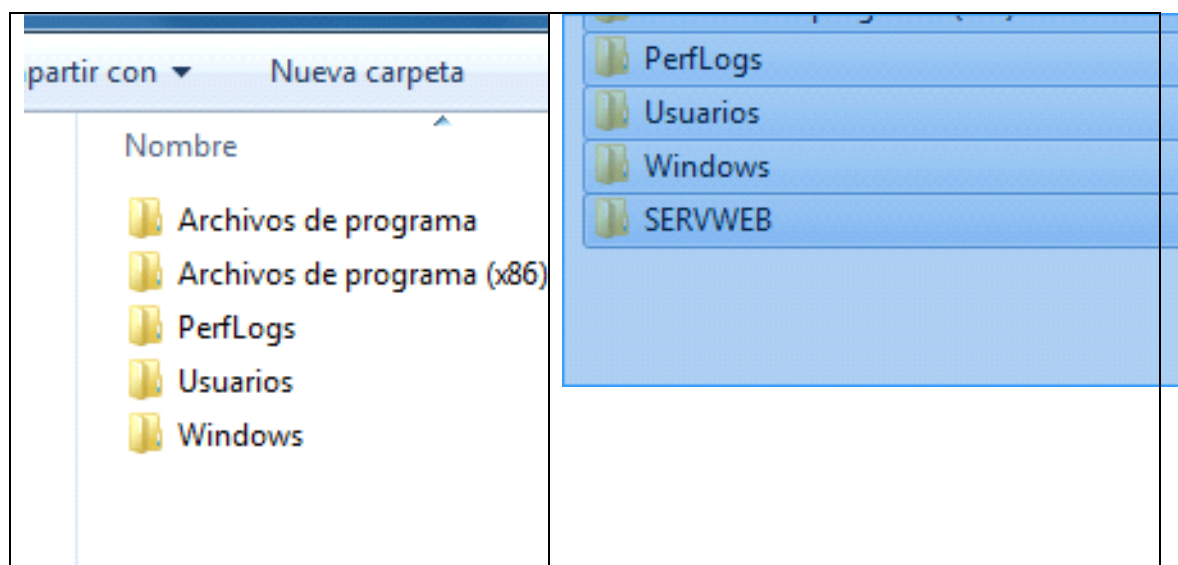 partir con
Nueva carpeta
Nombre
Archivos de programa
Archivos de programa (x86)
PerfLogs
Usuarios
Windows
PerfLogs
Usuarios
Windows
SERVWEB